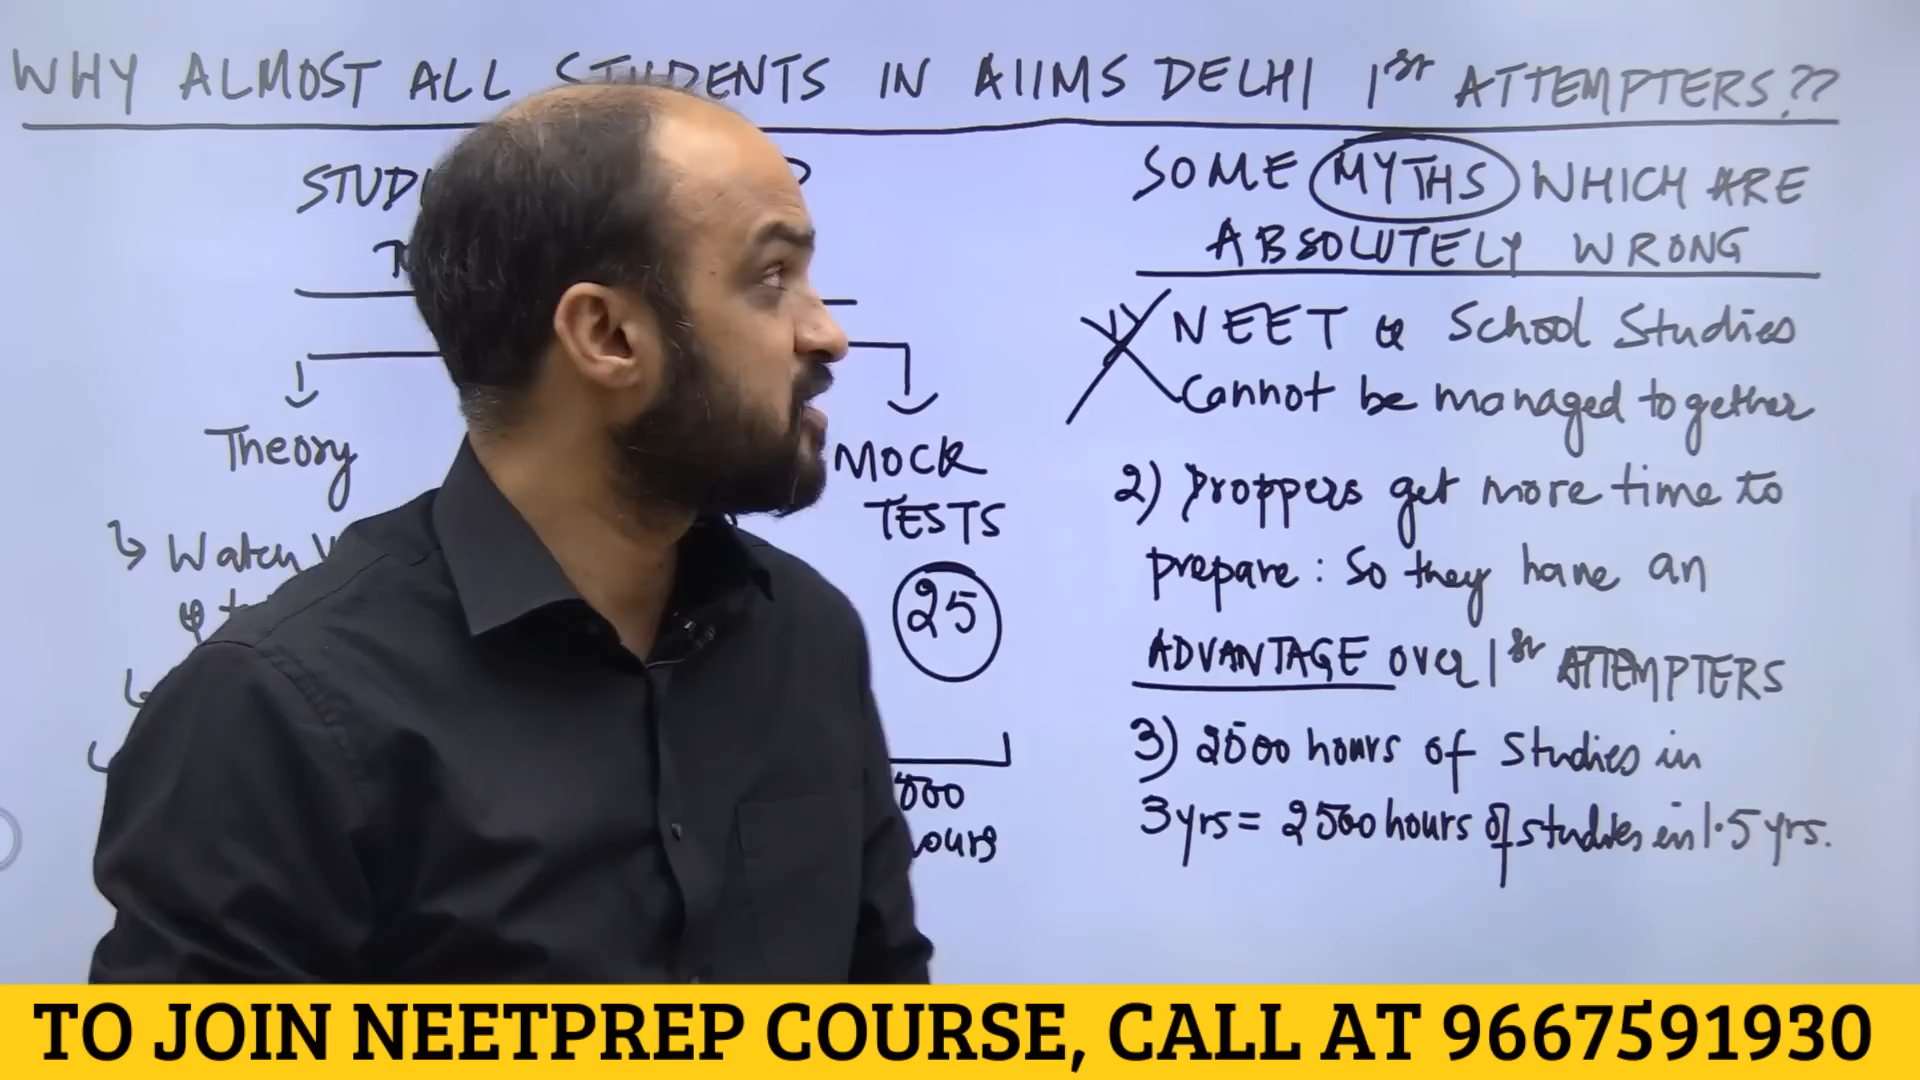 WHY ALMOST ALL STUDENTS IN AIIMS DELHI 1st ATTEMPTERS??
Theory
Watch
MOCK
TESTS
25
SOME MYTHS WHICH ARE
ABSOLUTELY WRONG
NEET & School Studies
Cannot be managed together
2) Droppers get more time to
prepare: So they have an
ADVANTAGE over 1st ATTEMPTERS
3) 2500 hours of Studies in
3 yrs = 2500 hours of studies in 1.5 yrs.
TO JOIN NEETPREP COURSE, CALL AT 9667591930